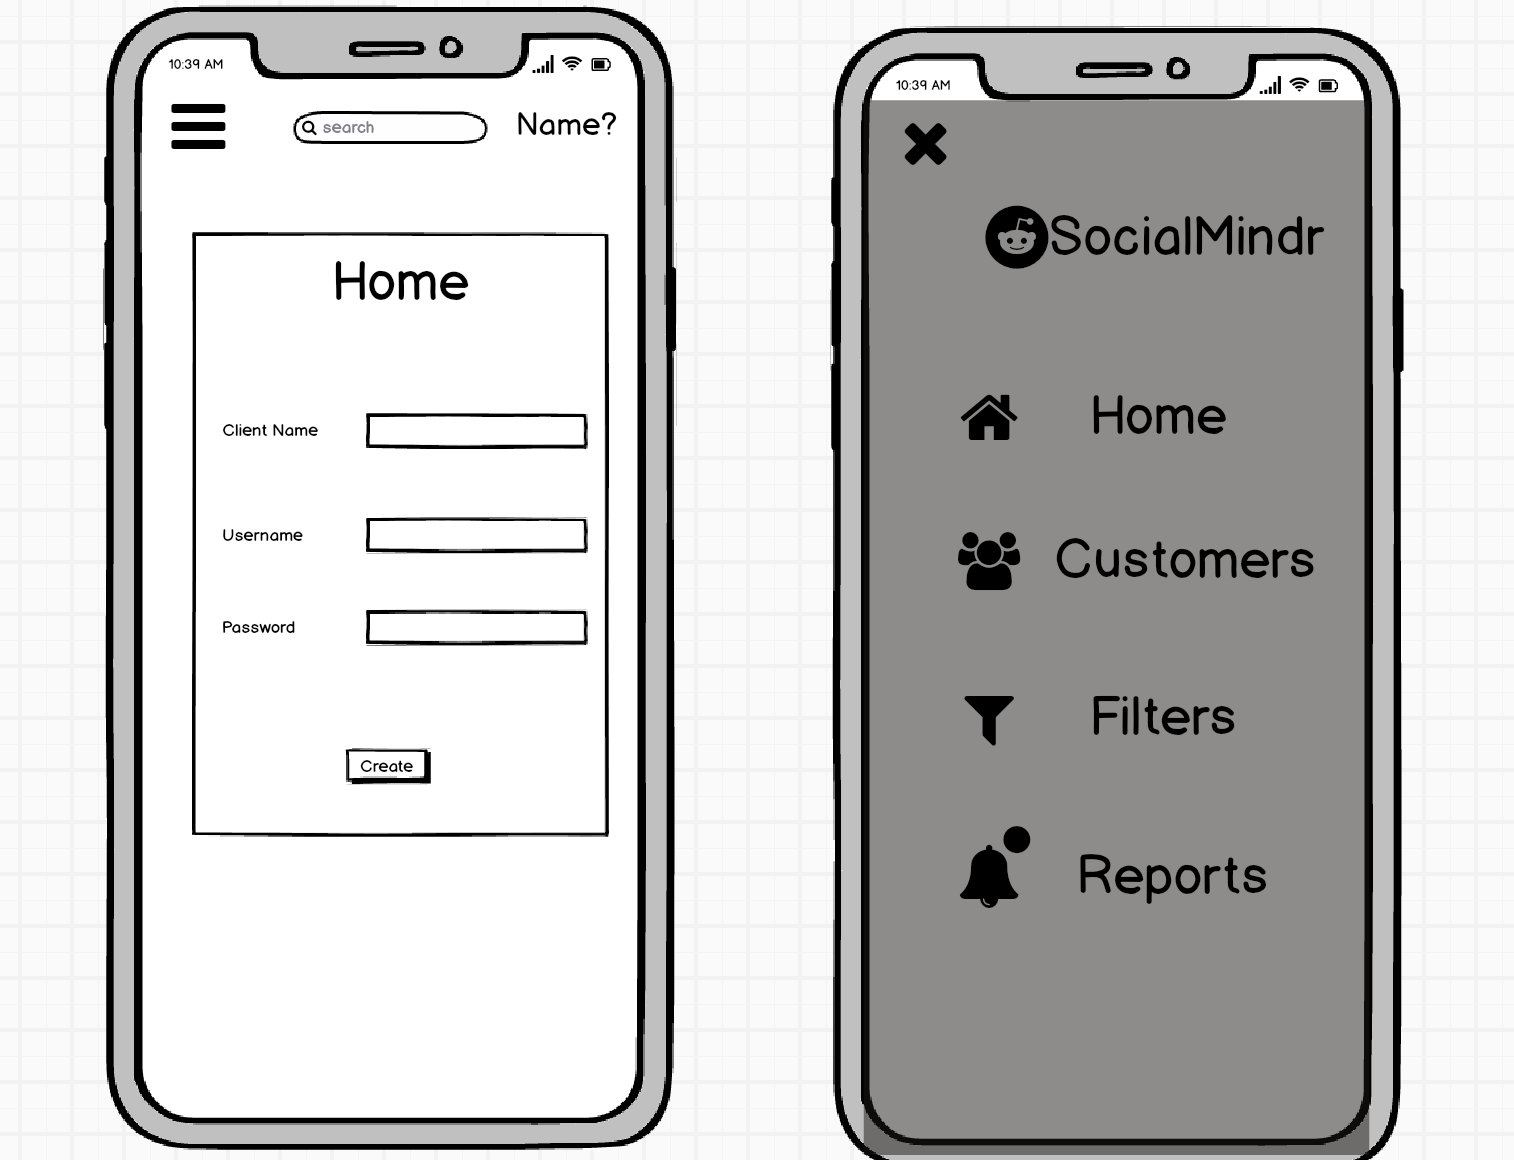 10:39 AM
search
Name?
Home
Client Name
Username
Password
Create
10:39 AM
SocialMindr
Home
Customers
Filters
Reports